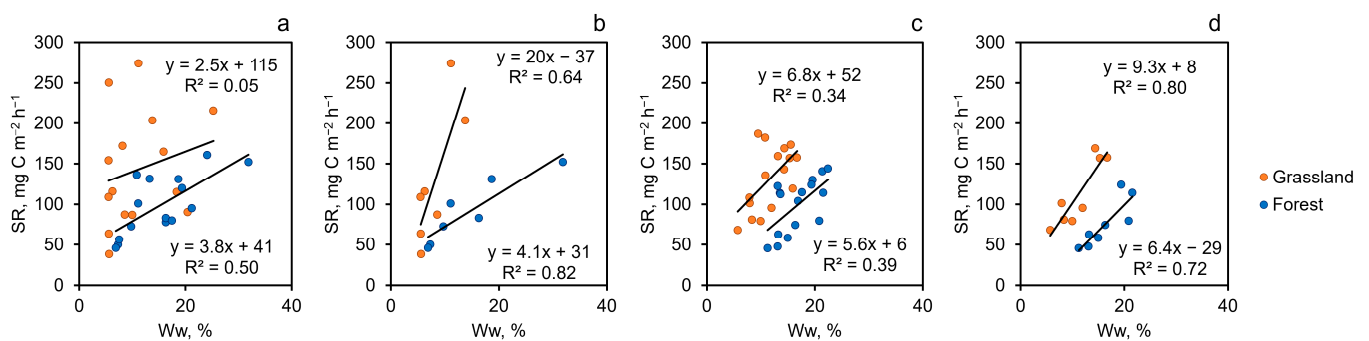 a
300
250
200
150
100
50
0
0
20
40
SR, mg C m⁻² h⁻¹
Ww, %
y = 2.5x + 115
R² = 0.05
y = 3.8x + 41
R² = 0.50
b
300
250
200
150
100
50
0
0
20
40
SR, mg C m⁻² h⁻¹
Ww, %
y = 20x − 37
R² = 0.64
y = 4.1x + 31
R² = 0.82
c
300
250
200
150
100
50
0
0
20
40
SR, mg C m⁻² h⁻¹
Ww, %
y = 6.8x + 52
R² = 0.34
y = 5.6x + 6
R² = 0.39
d
300
250
200
150
100
50
0
0
20
40
SR, mg C m⁻² h⁻¹
Ww, %
y = 9.3x + 8
R² = 0.80
y = 6.4x − 29
R² = 0.72
Grassland
Forest